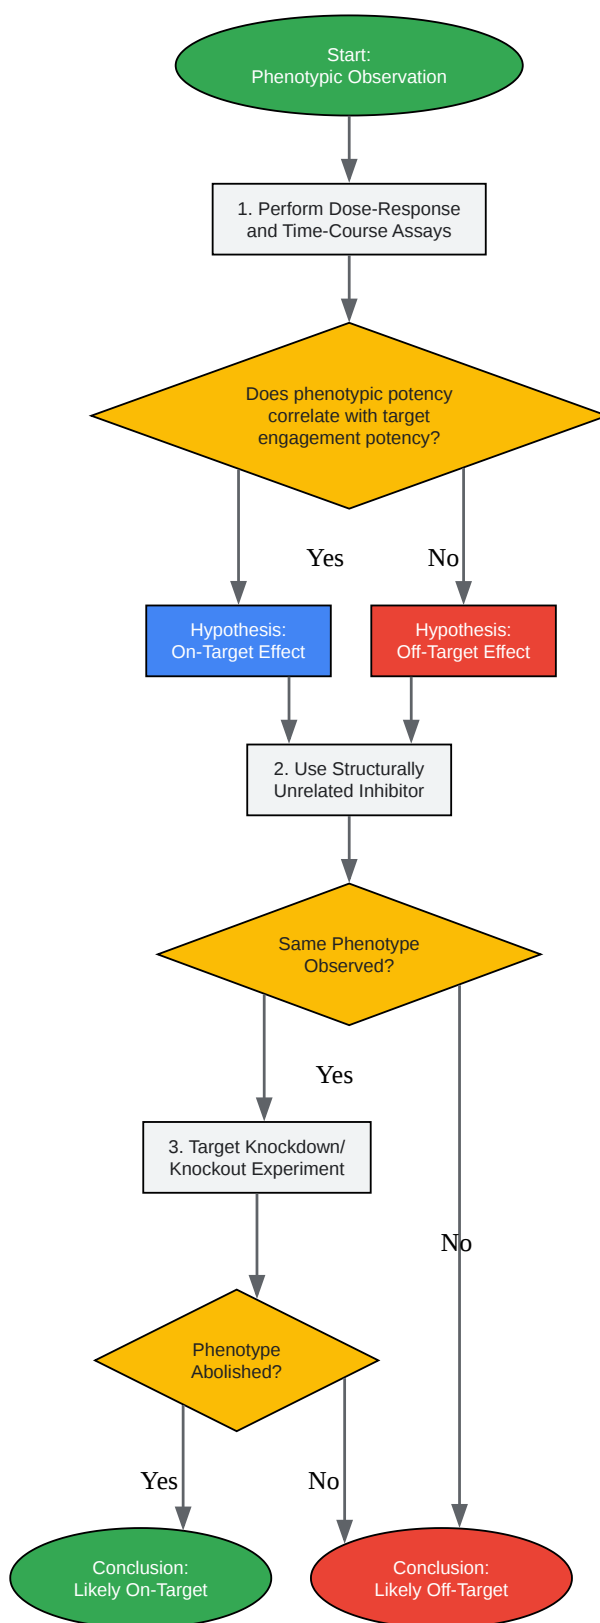 Start:
Phenotypic Observation
1. Perform Dose-Response
and Time-Course Assays
Does phenotypic potency
correlate with target
engagement potency?
Yes
No
Hypothesis:
On-Target Effect
Hypothesis:
Off-Target Effect
2. Use Structurally
Unrelated Inhibitor
Same Phenotype
Observed?
Yes
3. Target Knockdown/
Knockout Experiment
No
Phenotype
Abolished?
Yes
No
Conclusion:
Likely On-Target
Conclusion:
Likely Off-Target